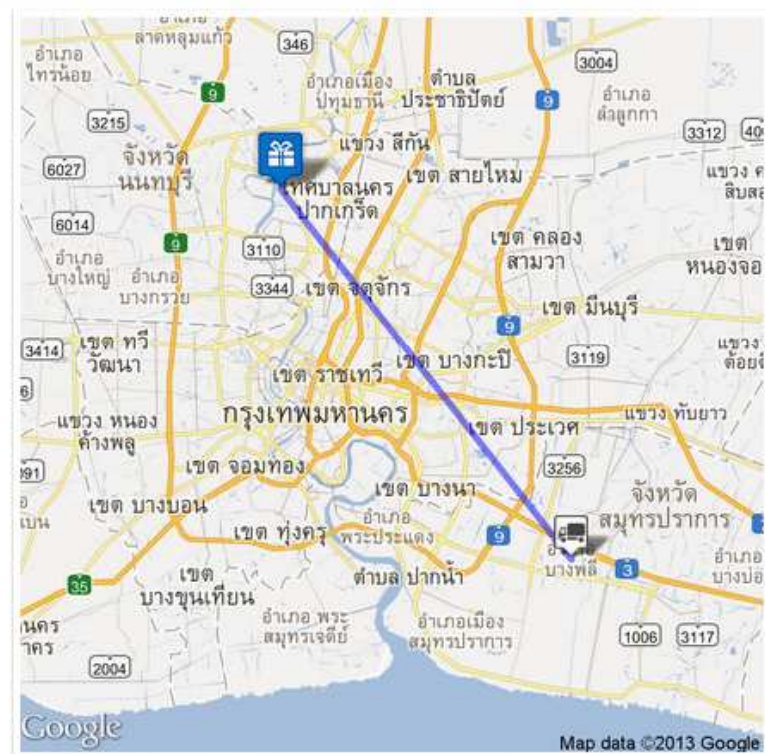 346
3004
ลาดหลุมแก้ว
อำเภอ
ไทรน้อย
อำเภอเมือง
ปทุมธานี
ตำบล
ประชาธิปัตย์
9
9
อำเภอ
ลำลูกกา
3215
3312
แขวง สีกัน
จังหวัด
นนทบุรี
6027
เทศบาลนคร
ปากเกร็ด
เขต สายไหม
6014
9
3110
เขต คลอง
สามวา
เขต
อำเภอ
บางใหญ่
อำเภอ
บางกรวย
3344
เขต จตุจักร
เขต มีนบุรี
9
3414
เขต ทวี
วัฒนา
เขต ราชเทวี
เขต บางกะปิ
3119
แขวง
กรุงเทพมหานคร
แขวง ทับยาว
แขวง หนอง
ค้างพลู
เขต ประเวศ
เขต จอมทอง
3256
เขต บางนา
จังหวัด
สมุทรปราการ
เขต บางบอน
เขต ทุ่งครุ
อำเภอ
พระประแดง
9
บางพลี
3
อำเภอ
35
เขต
บางขุนเทียน
ตำบล ปากน้ำ
อำเภอ พระ
สมุทรเจดีย์
อำเภอเมือง
สมุทรปราการ
1006
3117
2004
Google
Map data ©2013 Google